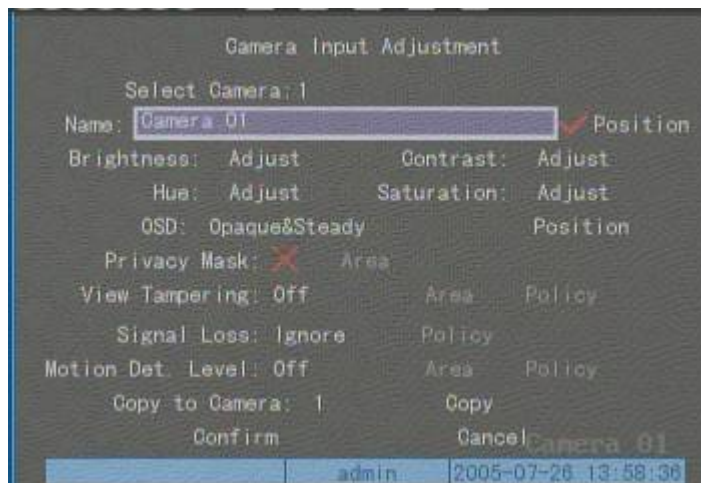 Camera Input Adjustment
Select Camera:1
Name: Camera 01 Position
Brightness: Adjust Contrast: Adjust
Hue: Adjust Saturation: Adjust
OSD: Opaque&Steady Position
Privacy Mask: Area
View Tampering: Off Area Policy
Signal Loss: Ignore Policy
Motion Det. Level: Off Area Policy
Copy to Camera: 1 Copy
Confirm Cancel
Camera 01
admin 2005-07-26 13:58:36